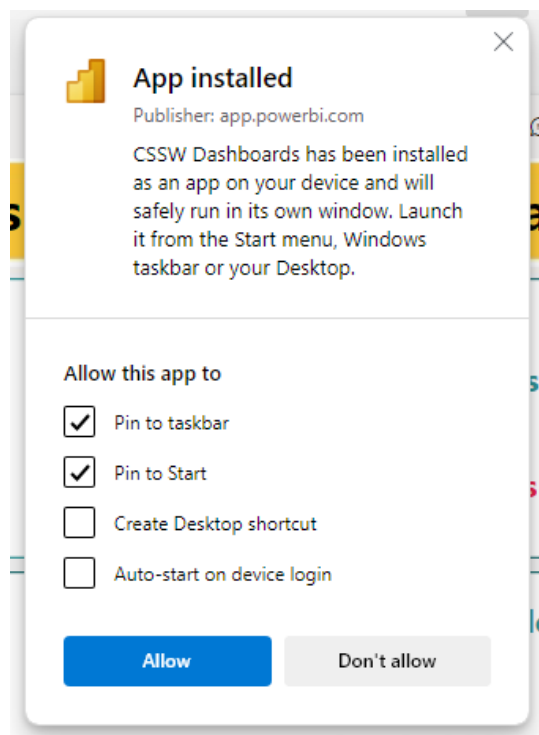 App installed
Publisher: app.powerbi.com
CSSW Dashboards has been installed
as an app on your device and will
safely run in its own window. Launch
it from the Start menu, Windows
taskbar or your Desktop.
Allow this app to
Pin to taskbar
Pin to Start
Create Desktop shortcut
Auto-start on device login
Allow
Don't allow